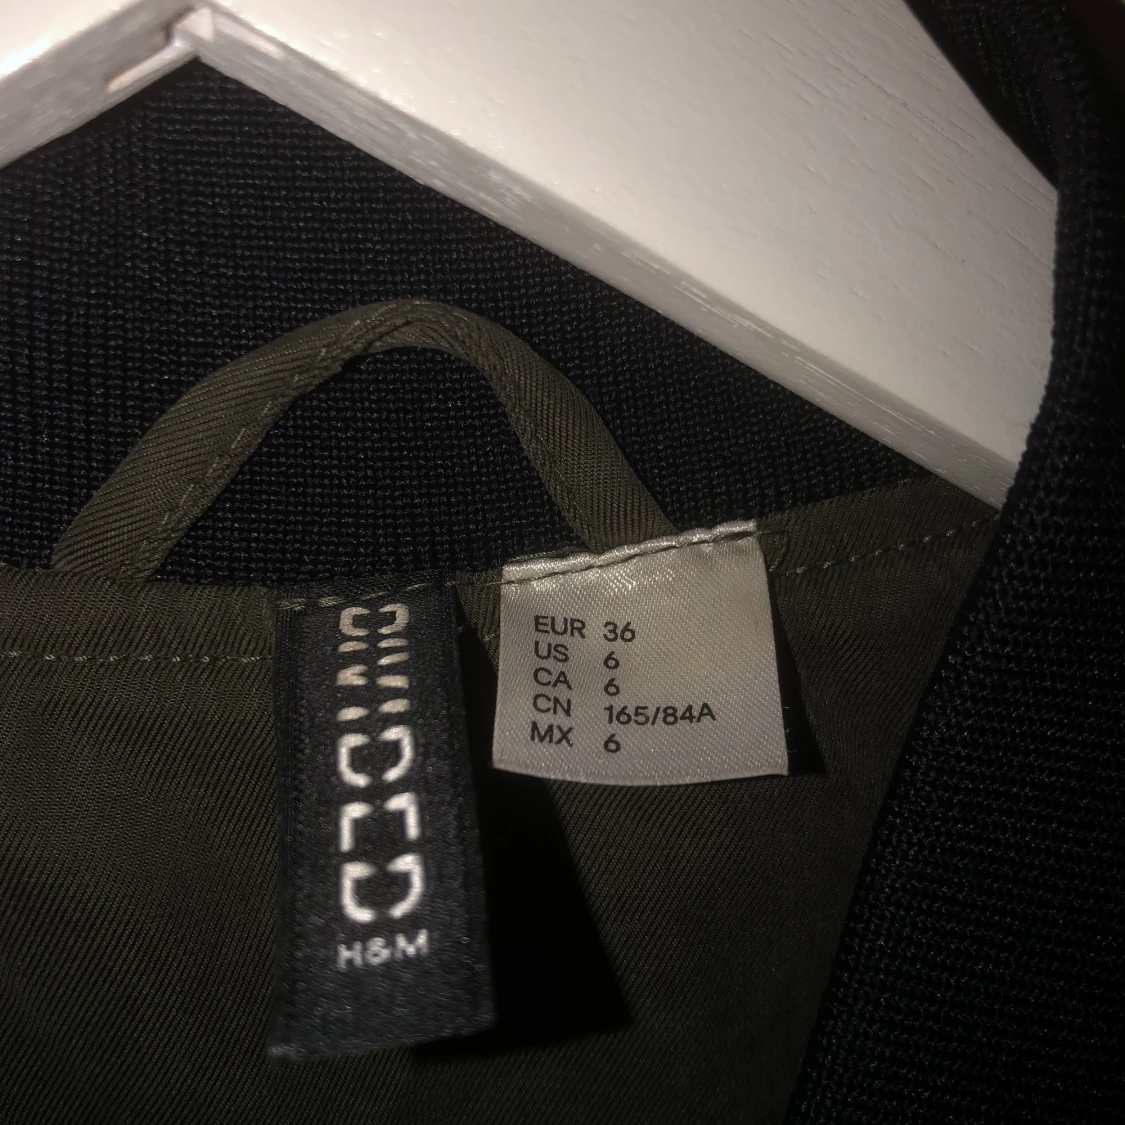 DIVIDED
H&M
EUR 36
US 6
CA 6
CN 165/84A
MX 6